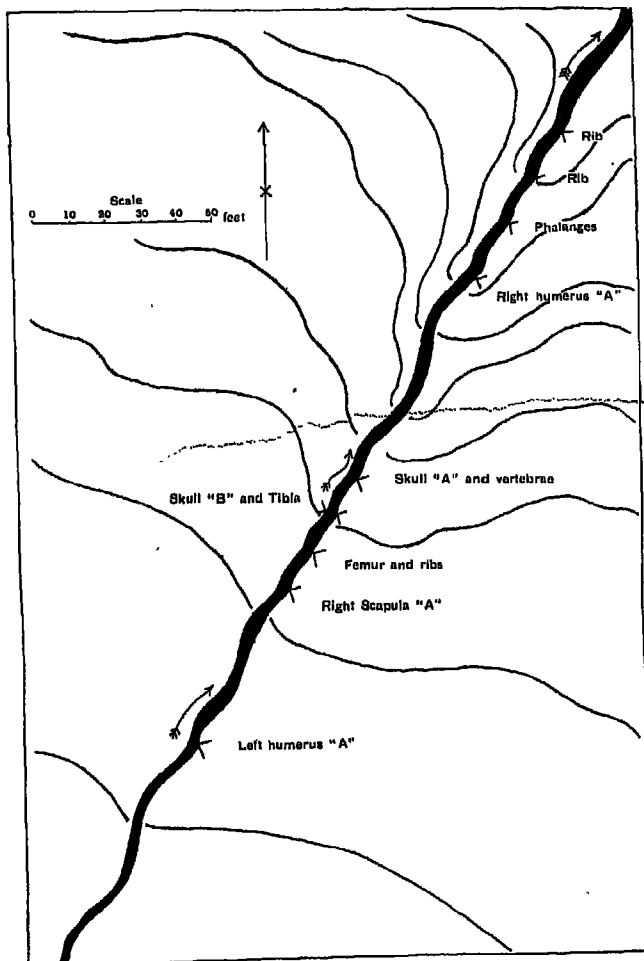 Scale
0 10 20 30 40 50 feet
Rib
Rib
Phalanges
Right humerus "A"
Skull "A" and vertebrae
Skull "B" and Tibia
Femur and ribs
Right Scapula "A"
Left humerus "A"